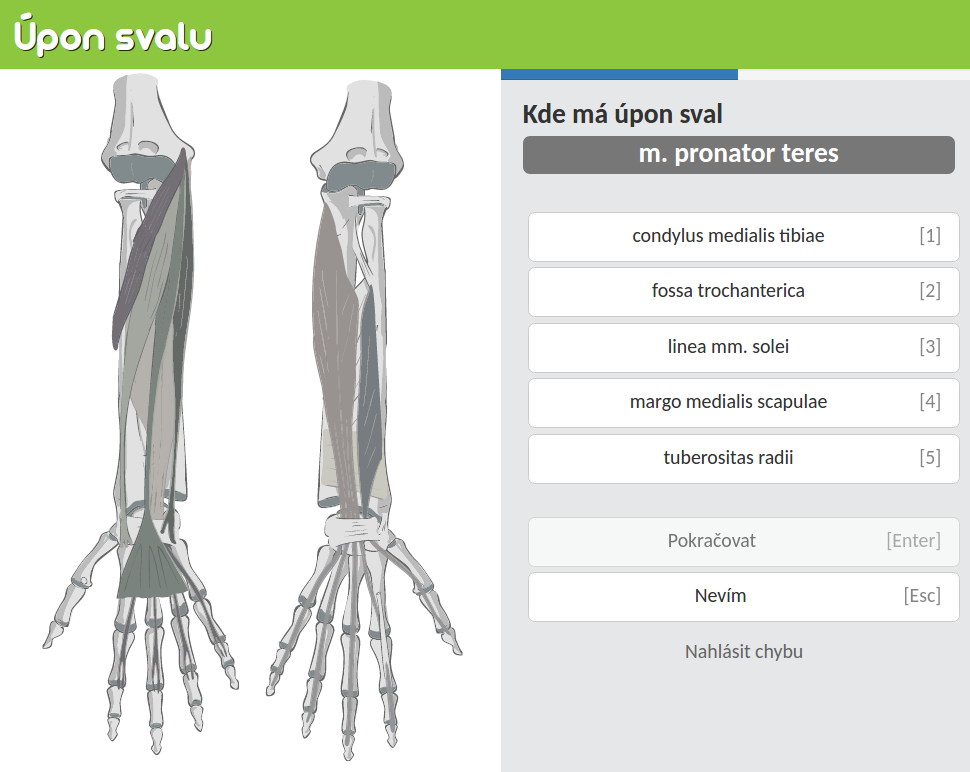 Úpon svalu
Kde má úpon sval
m. pronator teres
condylus medialis tibiae [1]
fossa trochanterica [2]
linea mm. solei [3]
margo medialis scapulae [4]
tuberositas radii [5]
Pokračovat [Enter]
Nevím [Esc]
Nahlásit chybu